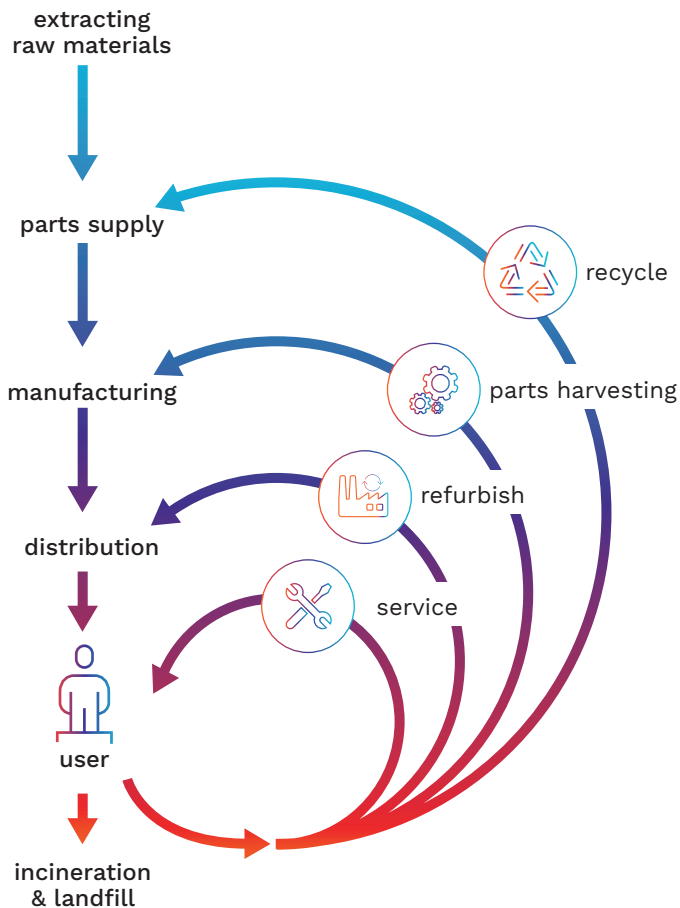 extracting
raw materials
parts supply
recycle
manufacturing
parts harvesting
refurbish
distribution
service
user
incineration
& landfill